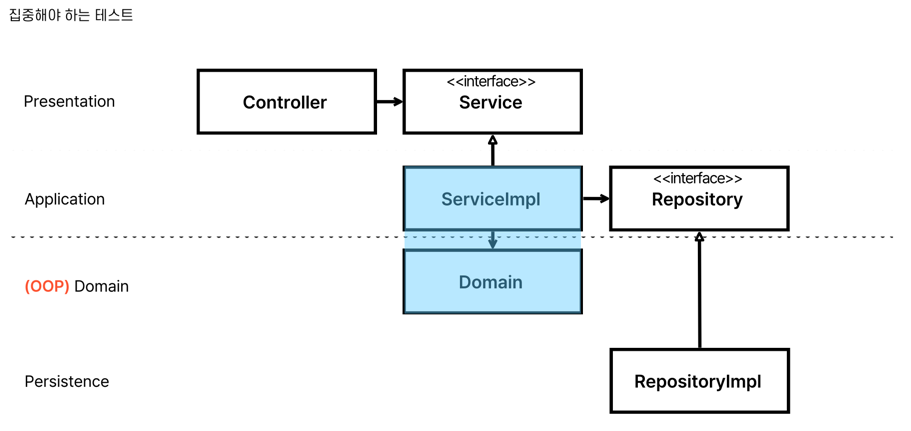 집중해야 하는 테스트
Presentation
Controller
<<interface>>
Service
Application
ServiceImpl
<<interface>>
Repository
(OOP) Domain
Domain
Persistence
RepositoryImpl